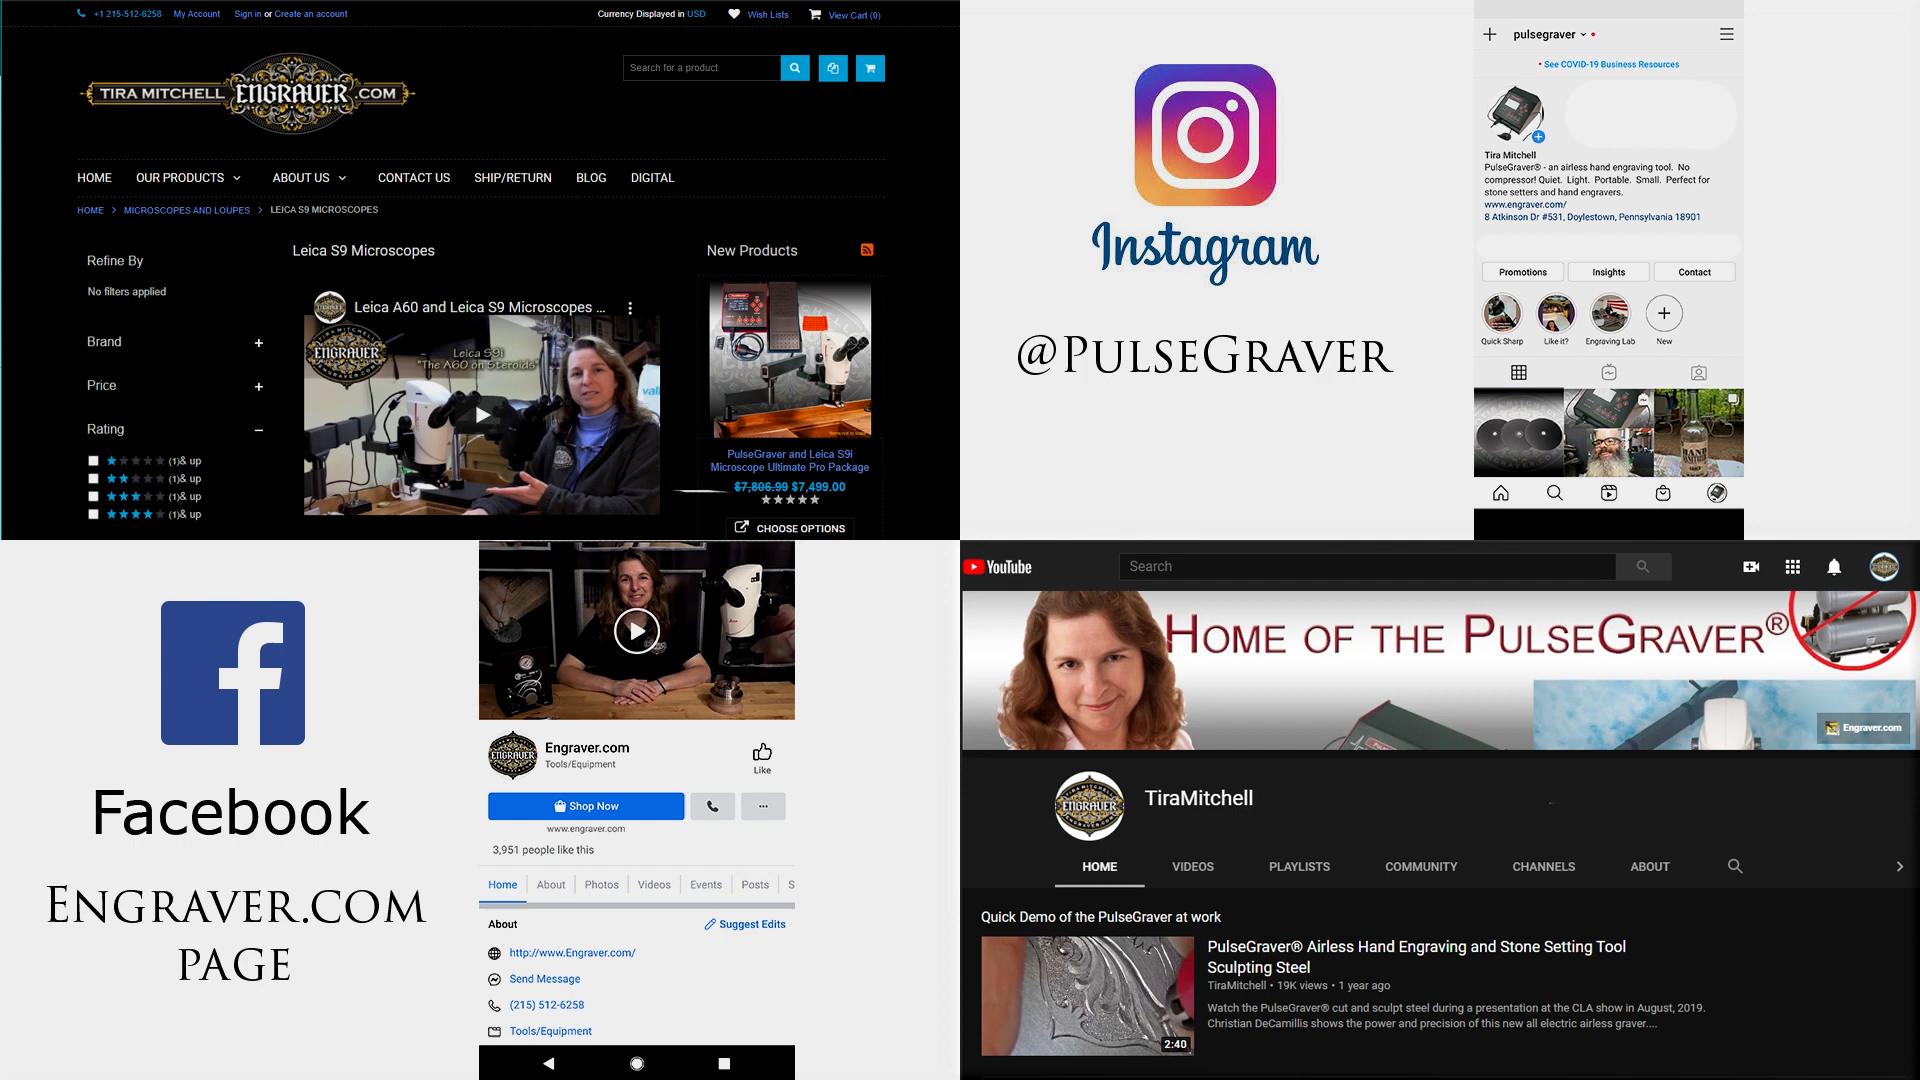 +1 215-512-6258 My Account Sign in or Create an account Currency Displayed in USD Wish Lists View Cart (0)
TIRA MITCHELL ENGRAVER .COM
Search for a product
HOME OUR PRODUCTS ABOUT US CONTACT US SHIP/RETURN BLOG DIGITAL
HOME > MICROSCOPES AND LOUPES > LEICA S9 MICROSCOPES
Refine By
No filters applied
Brand +
Price +
Rating −
(1)& up
(1)& up
(1)& up
(1)& up
Leica S9 Microscopes
Leica A60 and Leica S9 Microscopes ...
TIRA MITCHELL
ENGRAVER
ENGRAVER.COM
Leica S9i
"The A60 on Steroids"
New Products
PulseGraver and Leica S9i
Microscope Ultimate Pro Package
$7,806.99 $7,499.00
CHOOSE OPTIONS
Instagram
@PULSEGRAVER
pulsegraver
• See COVID-19 Business Resources
Tira Mitchell
PulseGraver® - an airless hand engraving tool. No
compressor! Quiet. Light. Portable. Small. Perfect for
stone setters and hand engravers.
www.engraver.com/
8 Atkinson Dr #531, Doylestown, Pennsylvania 18901
Promotions Insights Contact
Quick Sharp Like it? Engraving Lab New
Facebook
ENGRAVER.COM
PAGE
ENGRAVER
Engraver.com
Tools/Equipment
Like
Shop Now
www.engraver.com
3,951 people like this
Home About Photos Videos Events Posts S
About Suggest Edits
http://www.Engraver.com/
Send Message
(215) 512-6258
Tools/Equipment
YouTube Search
HOME OF THE PULSEGRAVER®
Engraver.com
TIRA MITCHELL
ENGRAVER
ENGRAVER.COM
TiraMitchell
HOME VIDEOS PLAYLISTS COMMUNITY CHANNELS ABOUT
Quick Demo of the PulseGraver at work
PulseGraver® Airless Hand Engraving and Stone Setting Tool
Sculpting Steel
TiraMitchell • 19K views • 1 year ago
Watch the PulseGraver® cut and sculpt steel during a presentation at the CLA show in August, 2019.
Christian DeCamillis shows the power and precision of this new all electric airless graver....
2:40